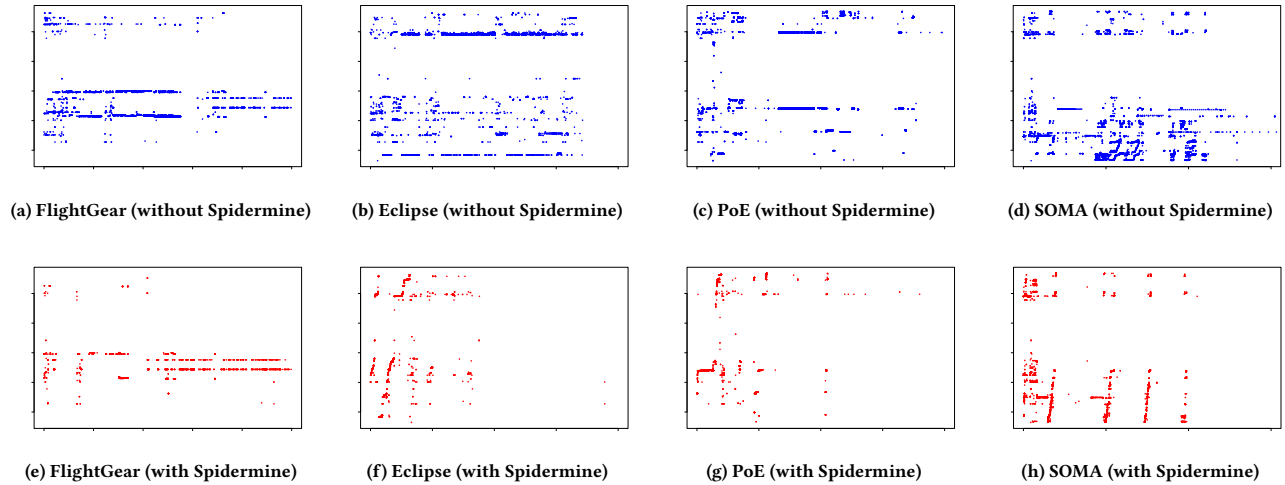 (a) FlightGear (without Spidermine)
(b) Eclipse (without Spidermine)
(c) PoE (without Spidermine)
(d) SOMA (without Spidermine)
(e) FlightGear (with Spidermine)
(f) Eclipse (with Spidermine)
(g) PoE (with Spidermine)
(h) SOMA (with Spidermine)